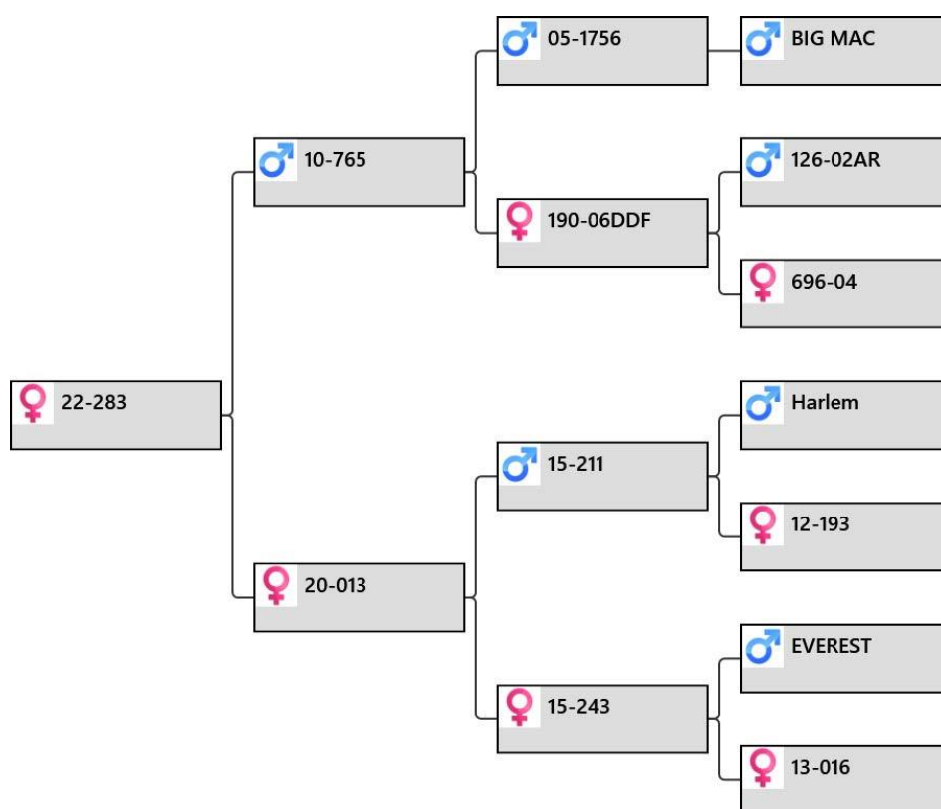 05-1756
BIG MAC
10-765
126-02AR
190-06DDF
696-04
22-283
Harlem
15-211
12-193
20-013
EVEREST
15-243
13-016